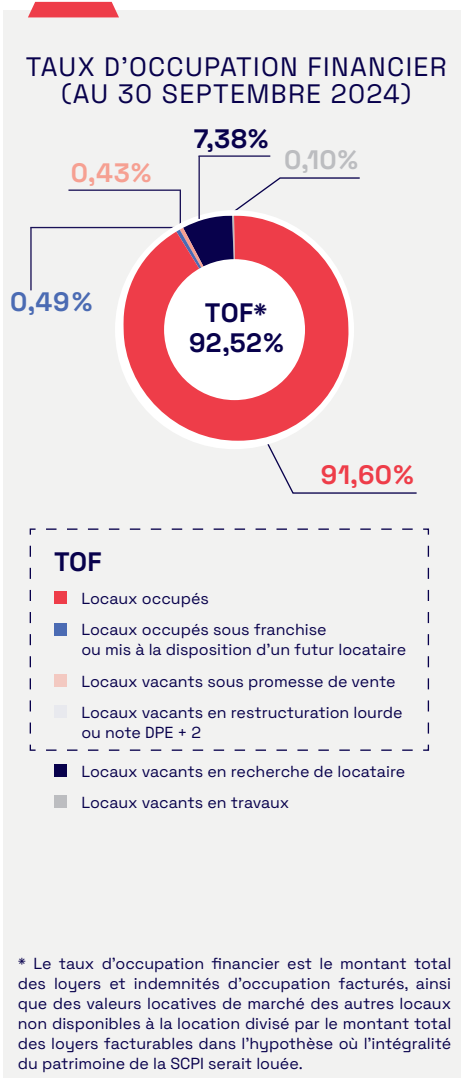 TAUX D'OCCUPATION FINANCIER
(AU 30 SEPTEMBRE 2024)
7,38%
0,10%
0,43%
0,49%
TOF*
92,52%
91,60%
TOF
Locaux occupés
Locaux occupés sous franchise
ou mis à la disposition d'un futur locataire
Locaux vacants sous promesse de vente
Locaux vacants en restructuration lourde
ou note DPE + 2
Locaux vacants en recherche de locataire
Locaux vacants en travaux
* Le taux d'occupation financier est le montant total
des loyers et indemnités d'occupation facturés, ainsi
que des valeurs locatives de marché des autres locaux
non disponibles à la location divisé par le montant total
des loyers facturables dans l'hypothèse où l'intégralité
du patrimoine de la SCPI serait louée.